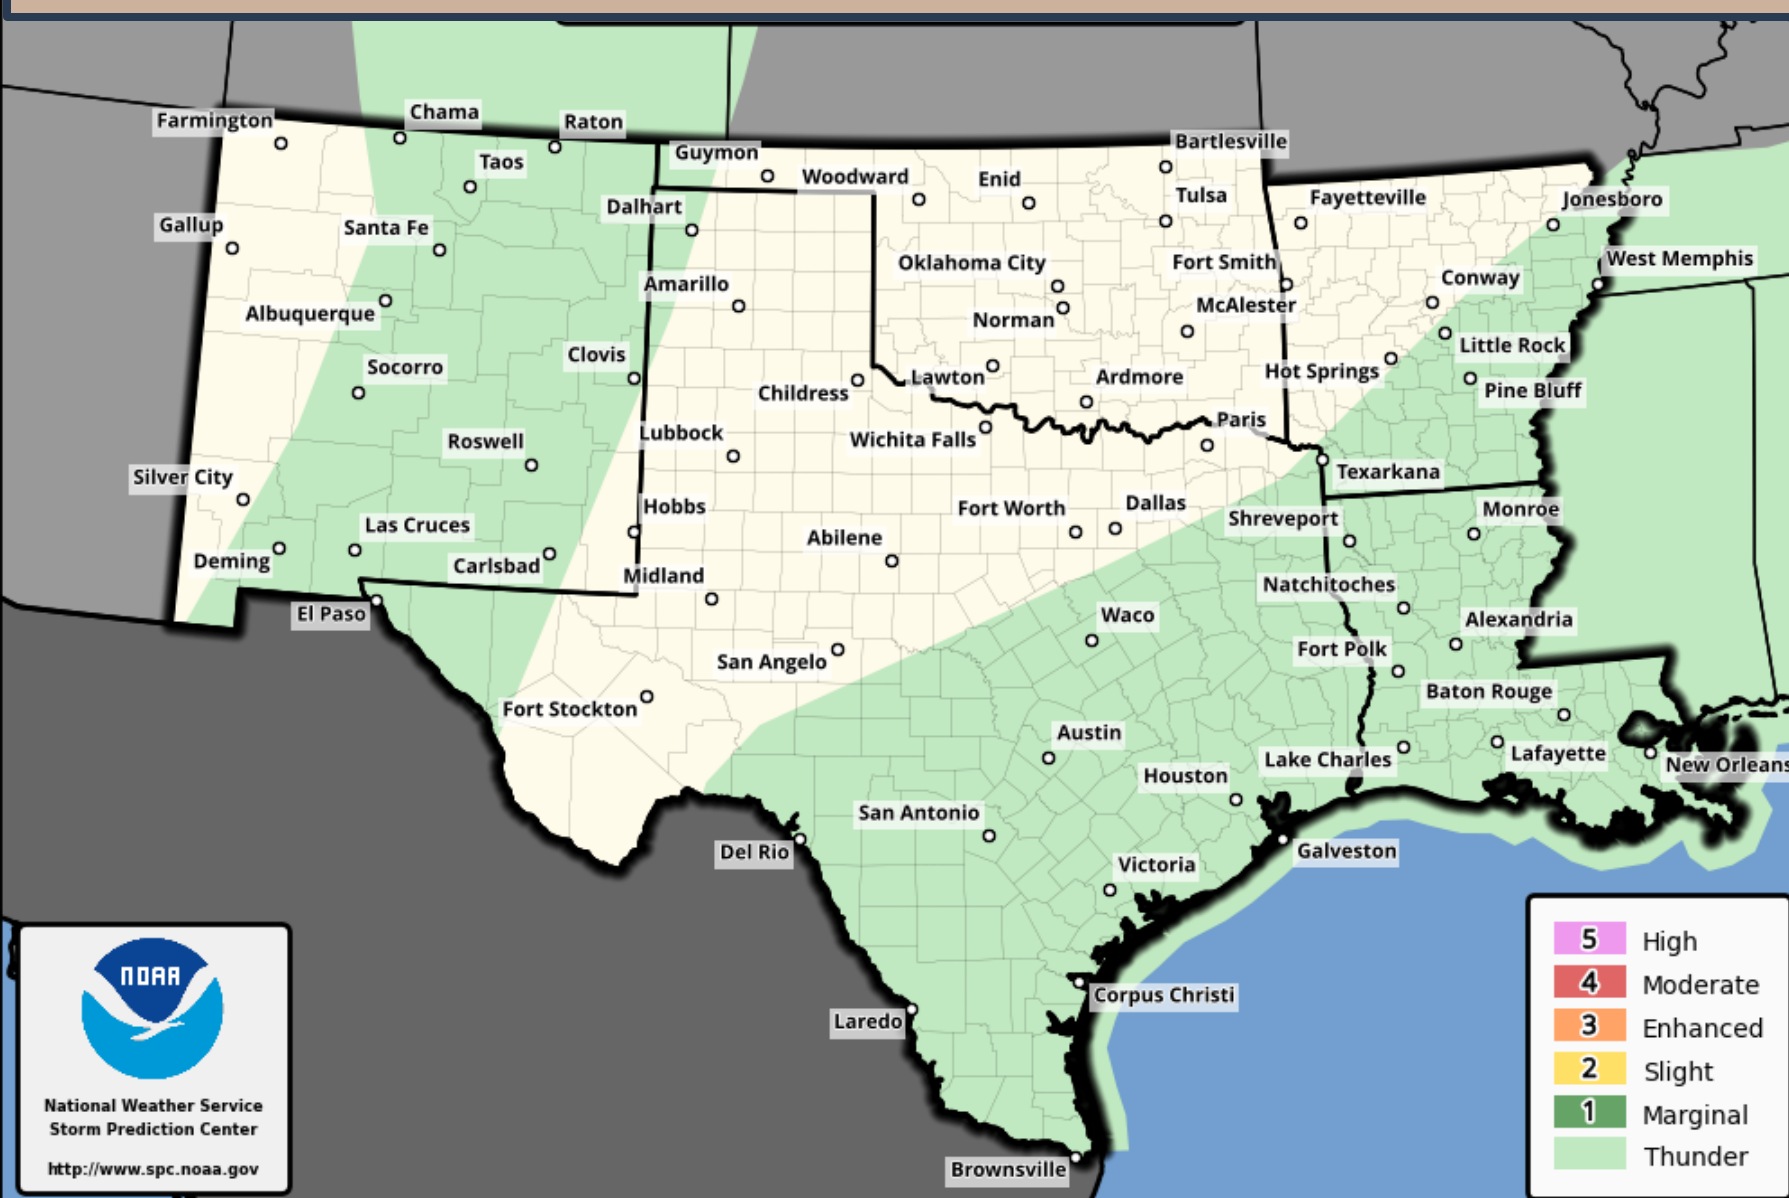 Farmington
Chama
Raton
Taos
Guymon
Woodward
Enid
Bartlesville
Tulsa
Fayetteville
Jonesboro
Gallup
Santa Fe
Dalhart
Amarillo
Oklahoma City
Fort Smith
Conway
West Memphis
Albuquerque
Norman
McAlester
Little Rock
Socorro
Clovis
Childress
Lawton
Ardmore
Hot Springs
Pine Bluff
Roswell
Lubbock
Wichita Falls
Paris
Texarkana
Silver City
Hobbs
Fort Worth
Dallas
Shreveport
Monroe
Las Cruces
Deming
Carlsbad
Midland
Abilene
Natchitoches
El Paso
Waco
Alexandria
San Angelo
Fort Polk
Fort Stockton
Baton Rouge
Austin
Lake Charles
Lafayette
New Orleans
Houston
San Antonio
Del Rio
Galveston
Victoria
Corpus Christi
Laredo
Brownsville
NOAA
National Weather Service
Storm Prediction Center
http://www.spc.noaa.gov
5 High
4 Moderate
3 Enhanced
2 Slight
1 Marginal
Thunder